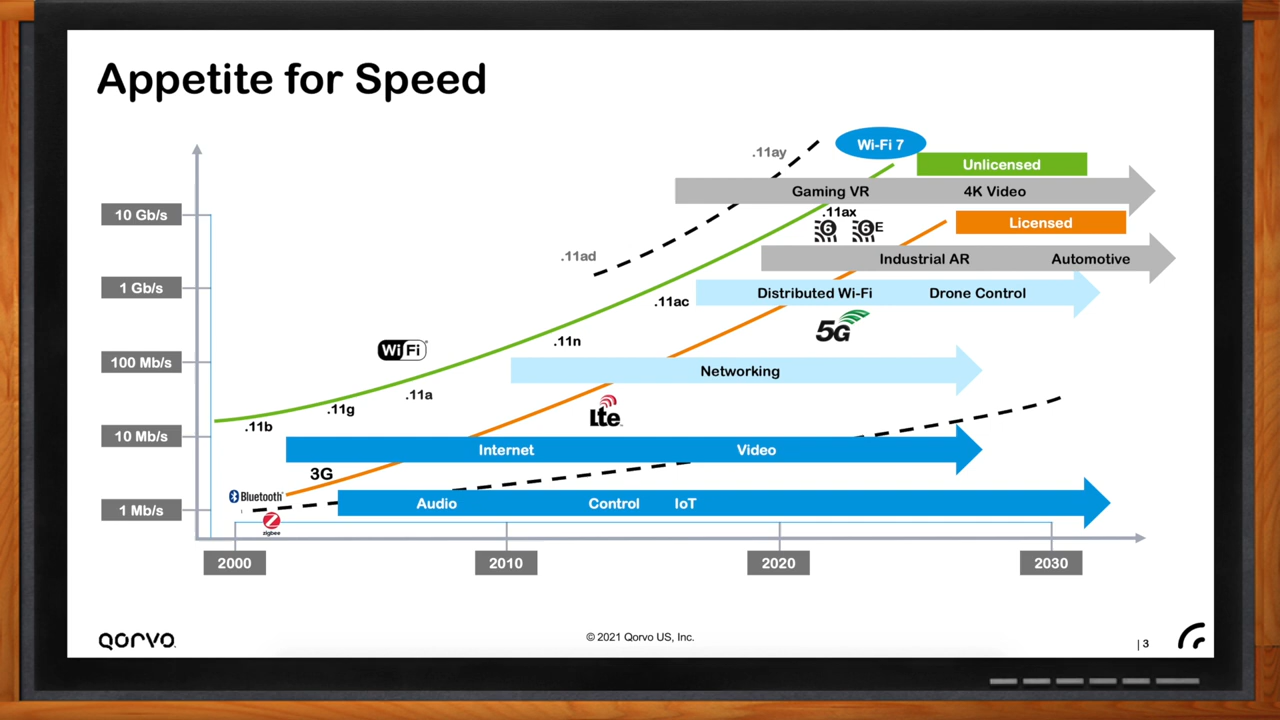 Appetite for Speed
.11ay
Wi-Fi 7
Unlicensed
Gaming VR 4K Video
.11ax
10 Gb/s
6 6 E
Licensed
.11ad
Industrial AR Automotive
1 Gb/s
Distributed Wi-Fi Drone Control
.11ac
5G
.11n
Wi Fi
100 Mb/s
Networking
.11a
.11g
Lte
.11b
10 Mb/s
Internet Video
3G
Bluetooth
1 Mb/s
Audio Control IoT
Z
zigbee
2000 2010 2020 2030
QORVO
© 2021 Qorvo US, Inc.
| 3